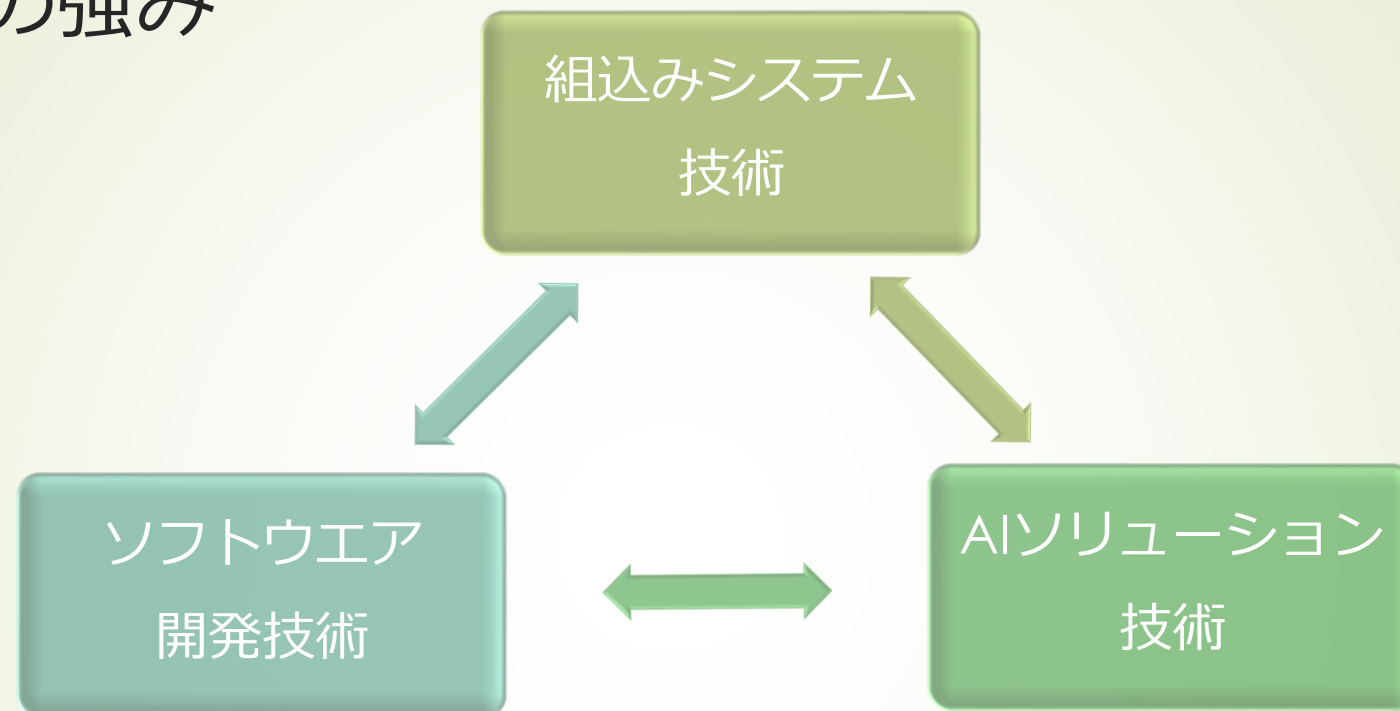 の強み
組込みシステム
技術
ソフトウエア
開発技術
AIソリューション
技術